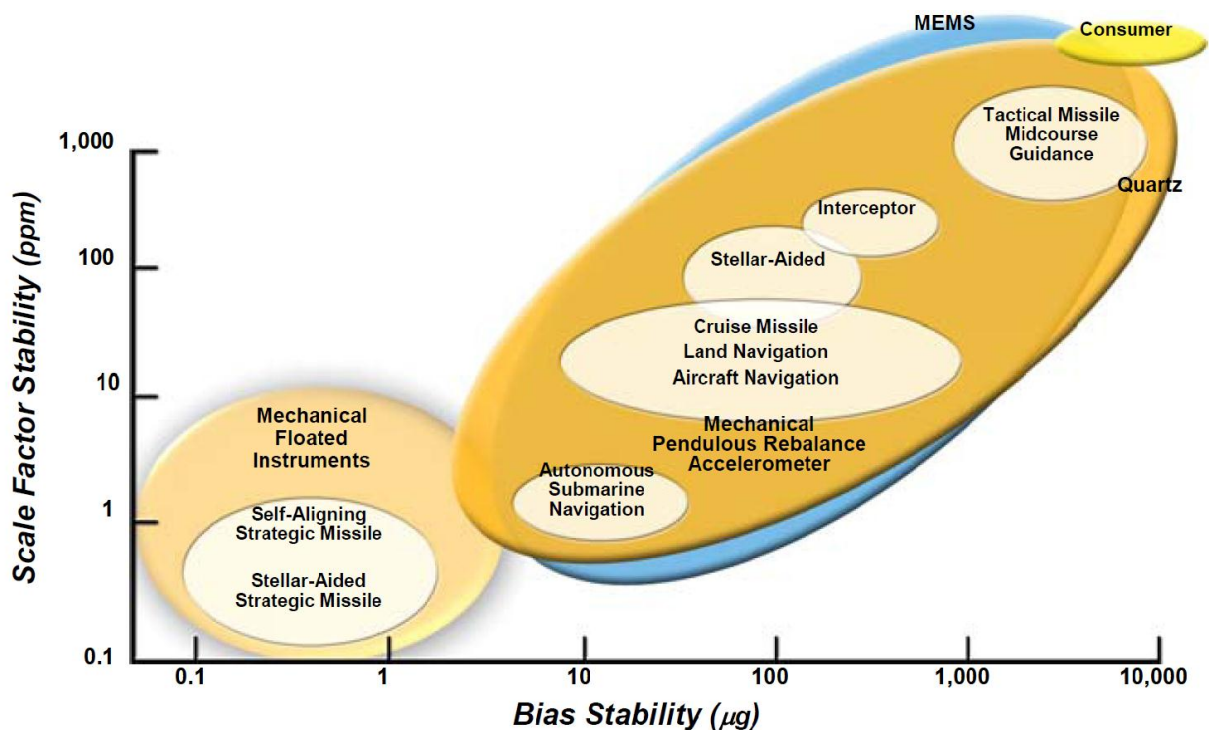 MEMS
Consumer
Tactical Missile
Midcourse
Guidance
Quartz
Interceptor
Stellar-Aided
Cruise Missile
Land Navigation
Aircraft Navigation
Mechanical
Pendulous Rebalance
Accelerometer
Autonomous
Submarine
Navigation
Mechanical
Floated
Instruments
Self-Aligning
Strategic Missile
Stellar-Aided
Strategic Missile
Scale Factor Stability (ppm)
1,000
100
10
1
0.1
0.1
1
10
100
1,000
10,000
Bias Stability (μg)